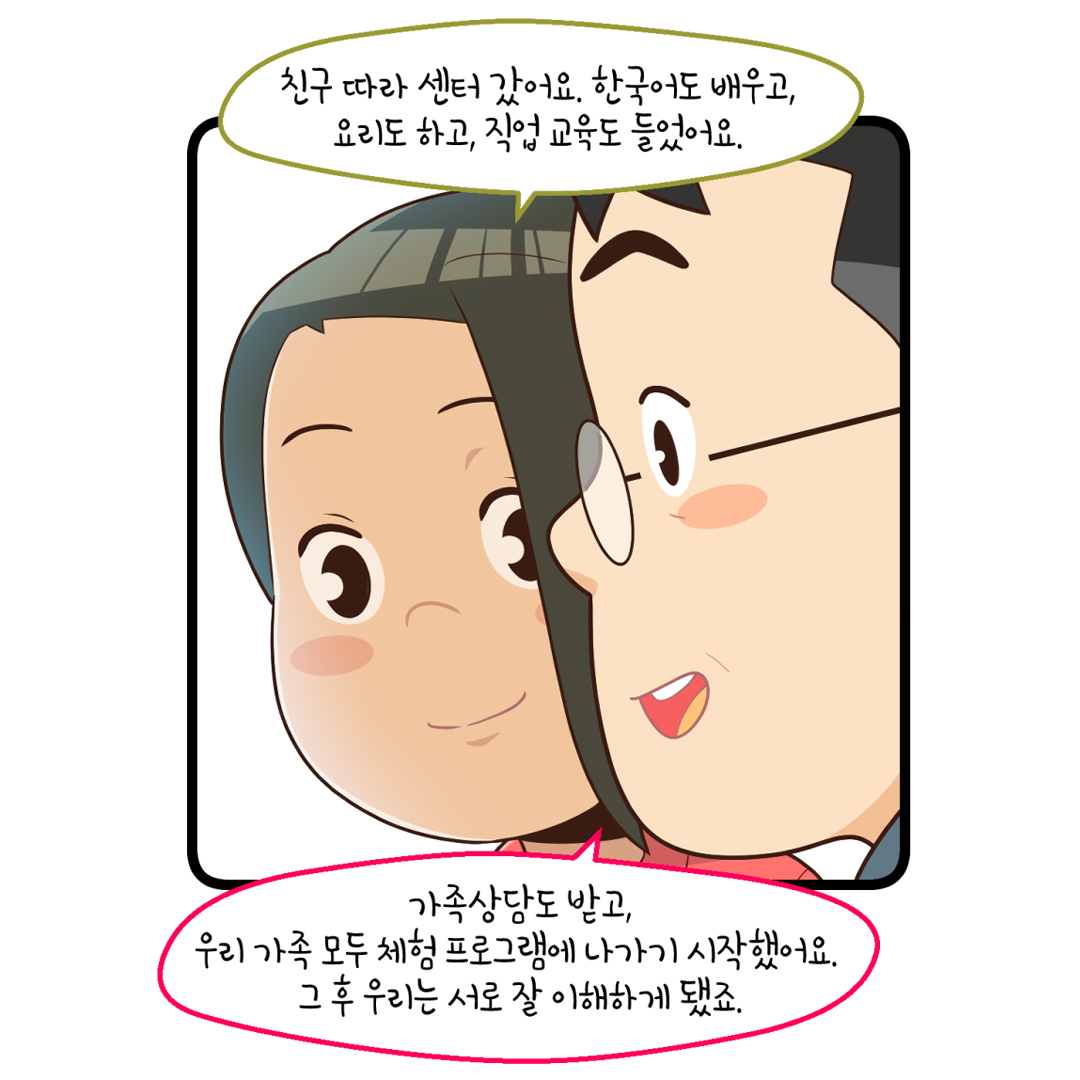 친구 따라 센터 갔어요. 한국어도 배우고,
요리도 하고, 직업 교육도 들었어요.
가족상담도 받고,
우리 가족 모두 체험 프로그램에 나가기 시작했어요.
그 후 우리는 서로 잘 이해하게 됐죠.